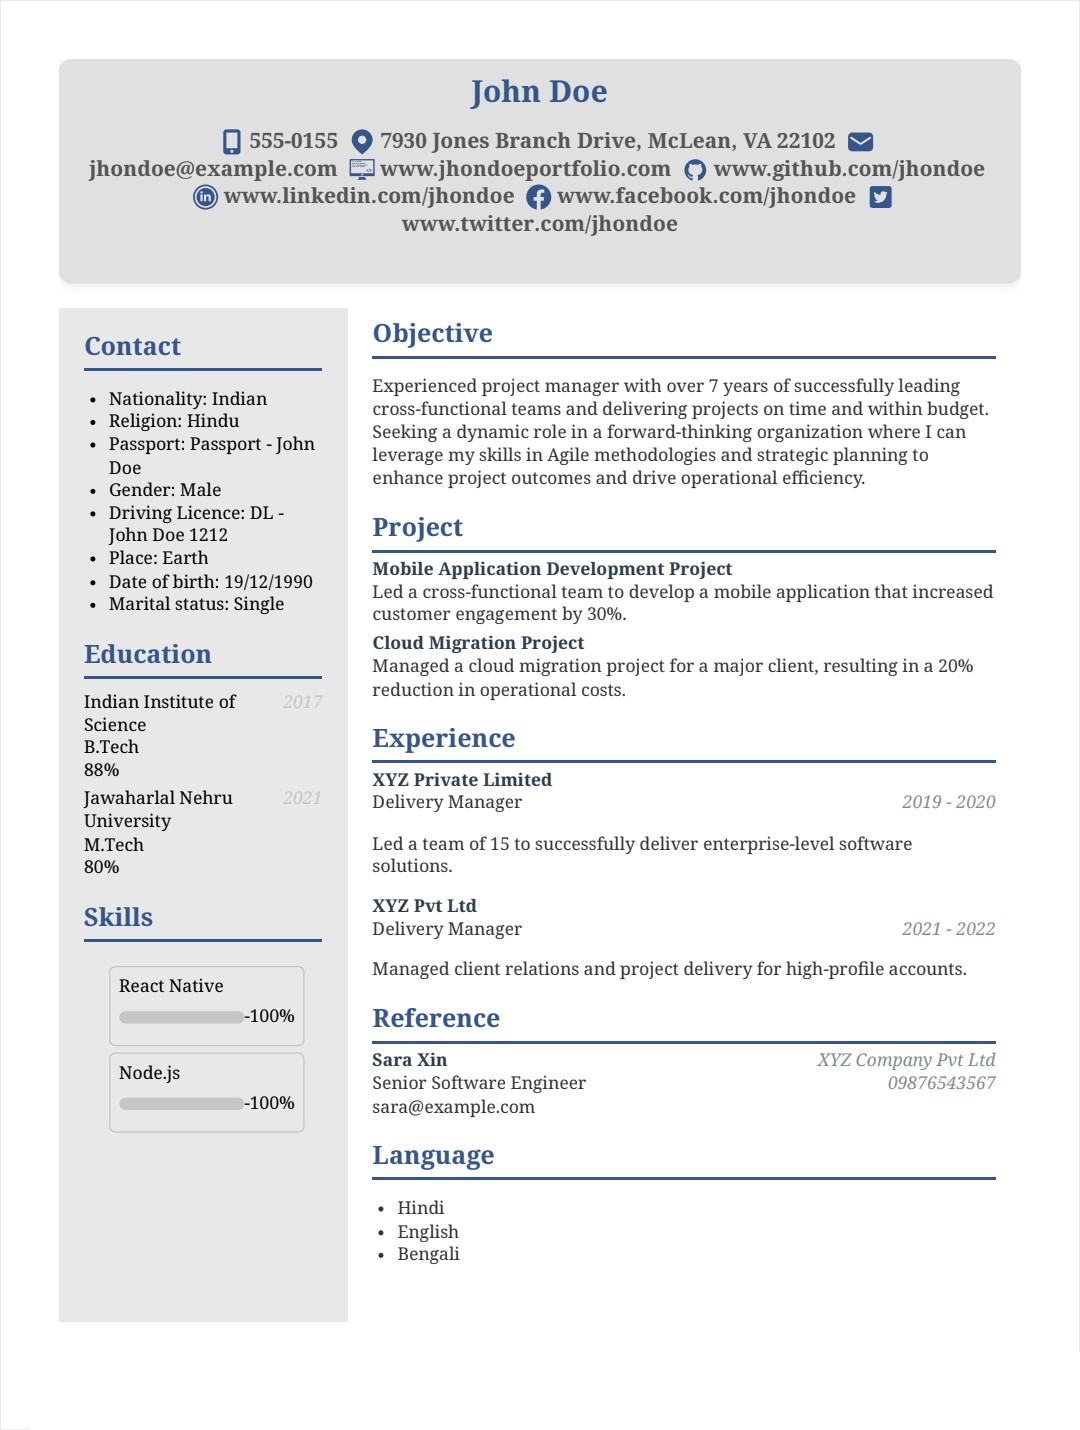 John Doe
555-0155 7930 Jones Branch Drive, McLean, VA 22102
jhondoe@example.com www.jhondoeportfolio.com www.github.com/jhondoe
www.linkedin.com/jhondoe www.facebook.com/jhondoe
www.twitter.com/jhondoe
Contact
• Nationality: Indian
• Religion: Hindu
• Passport: Passport - John
Doe
• Gender: Male
• Driving Licence: DL -
John Doe 1212
• Place: Earth
• Date of birth: 19/12/1990
• Marital status: Single
Education
Indian Institute of 2017
Science
B.Tech
88%
Jawaharlal Nehru 2021
University
M.Tech
80%
Skills
React Native
-100%
Node.js
-100%
Objective
Experienced project manager with over 7 years of successfully leading
cross-functional teams and delivering projects on time and within budget.
Seeking a dynamic role in a forward-thinking organization where I can
leverage my skills in Agile methodologies and strategic planning to
enhance project outcomes and drive operational efficiency.
Project
Mobile Application Development Project
Led a cross-functional team to develop a mobile application that increased
customer engagement by 30%.
Cloud Migration Project
Managed a cloud migration project for a major client, resulting in a 20%
reduction in operational costs.
Experience
XYZ Private Limited
Delivery Manager 2019 - 2020
Led a team of 15 to successfully deliver enterprise-level software
solutions.
XYZ Pvt Ltd
Delivery Manager 2021 - 2022
Managed client relations and project delivery for high-profile accounts.
Reference
Sara Xin XYZ Company Pvt Ltd
Senior Software Engineer 09876543567
sara@example.com
Language
• Hindi
• English
• Bengali